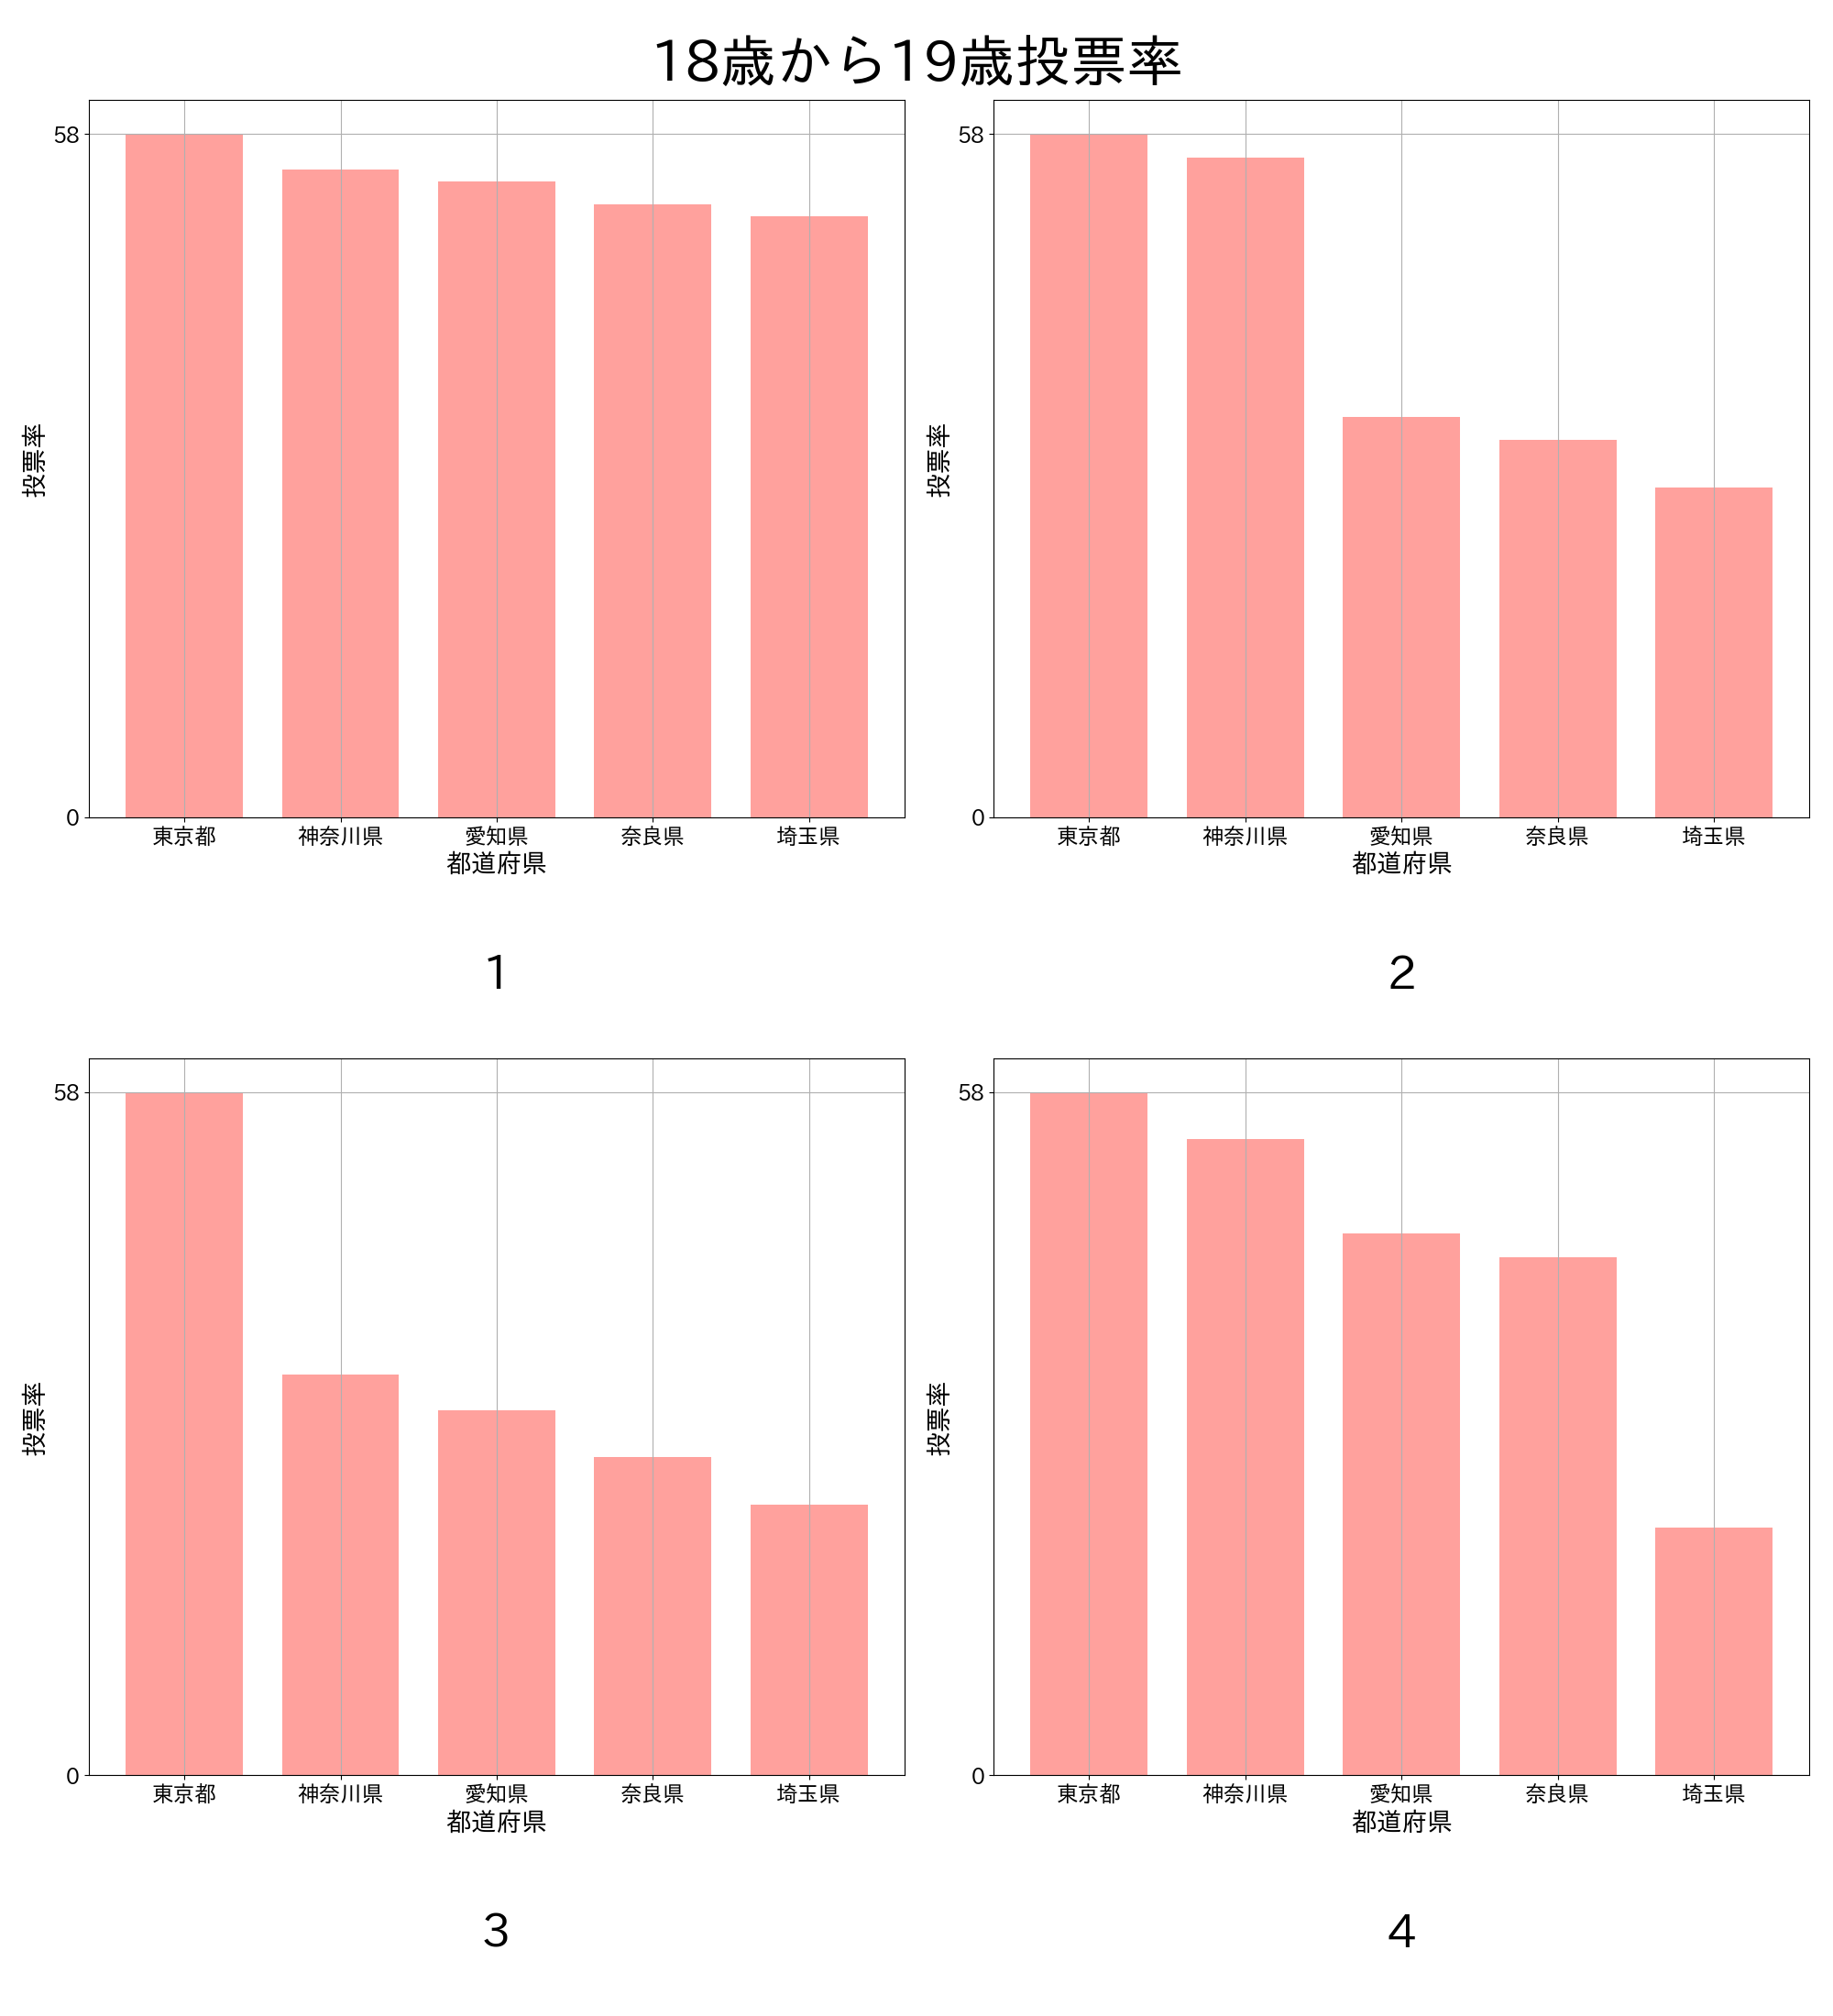 18歳から19歳投票率
58
0
投票率
東京都 神奈川県 愛知県 奈良県 埼玉県
都道府県
1
58
0
投票率
東京都 神奈川県 愛知県 奈良県 埼玉県
都道府県
2
58
0
投票率
東京都 神奈川県 愛知県 奈良県 埼玉県
都道府県
3
58
0
投票率
東京都 神奈川県 愛知県 奈良県 埼玉県
都道府県
4